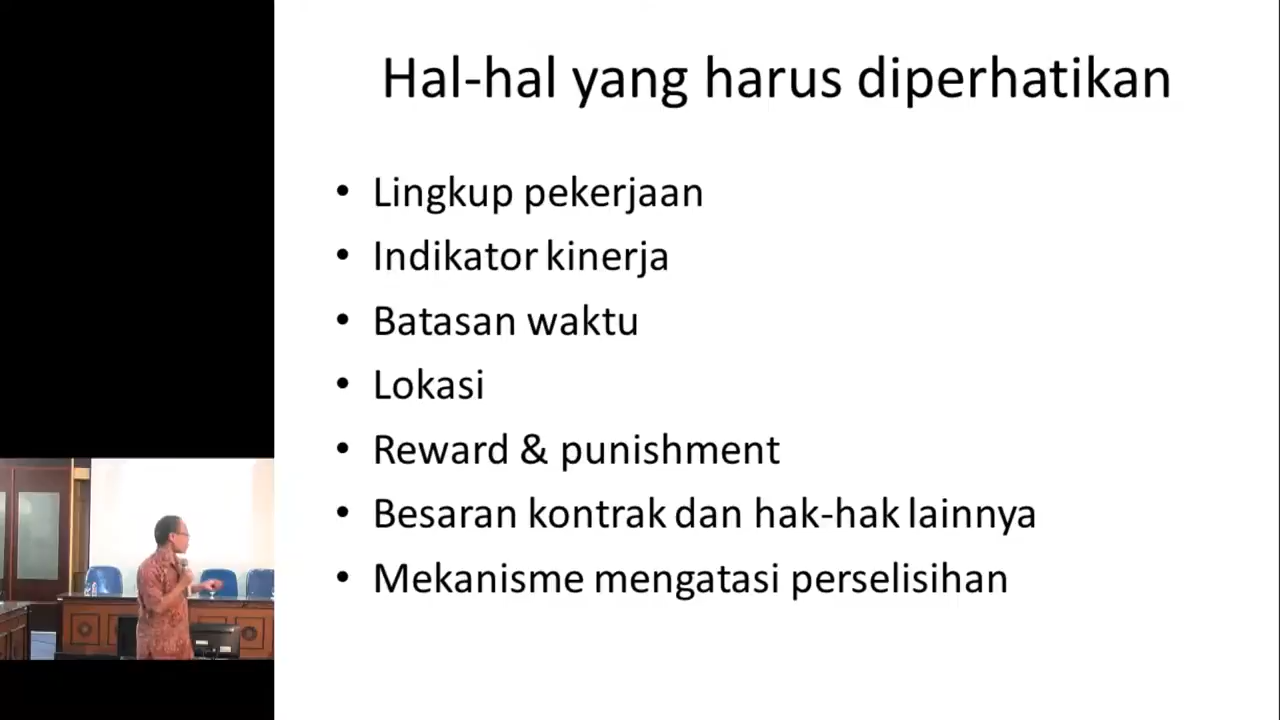 Hal-hal yang harus diperhatikan
• Lingkup pekerjaan
• Indikator kinerja
• Batasan waktu
• Lokasi
• Reward & punishment
• Besaran kontrak dan hak-hak lainnya
• Mekanisme mengatasi perselisihan